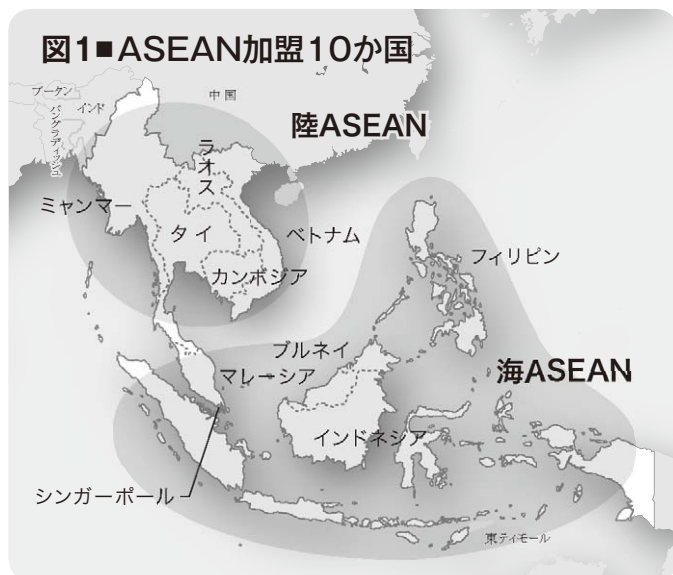 図1■ASEAN加盟10か国
ブータン
インド
バングラディッシュ
中国
陸ASEAN
ラオス
ミャンマー
タイ
ベトナム
カンボジア
フィリピン
ブルネイ
マレーシア
海ASEAN
インドネシア
シンガーポール
東ティモール